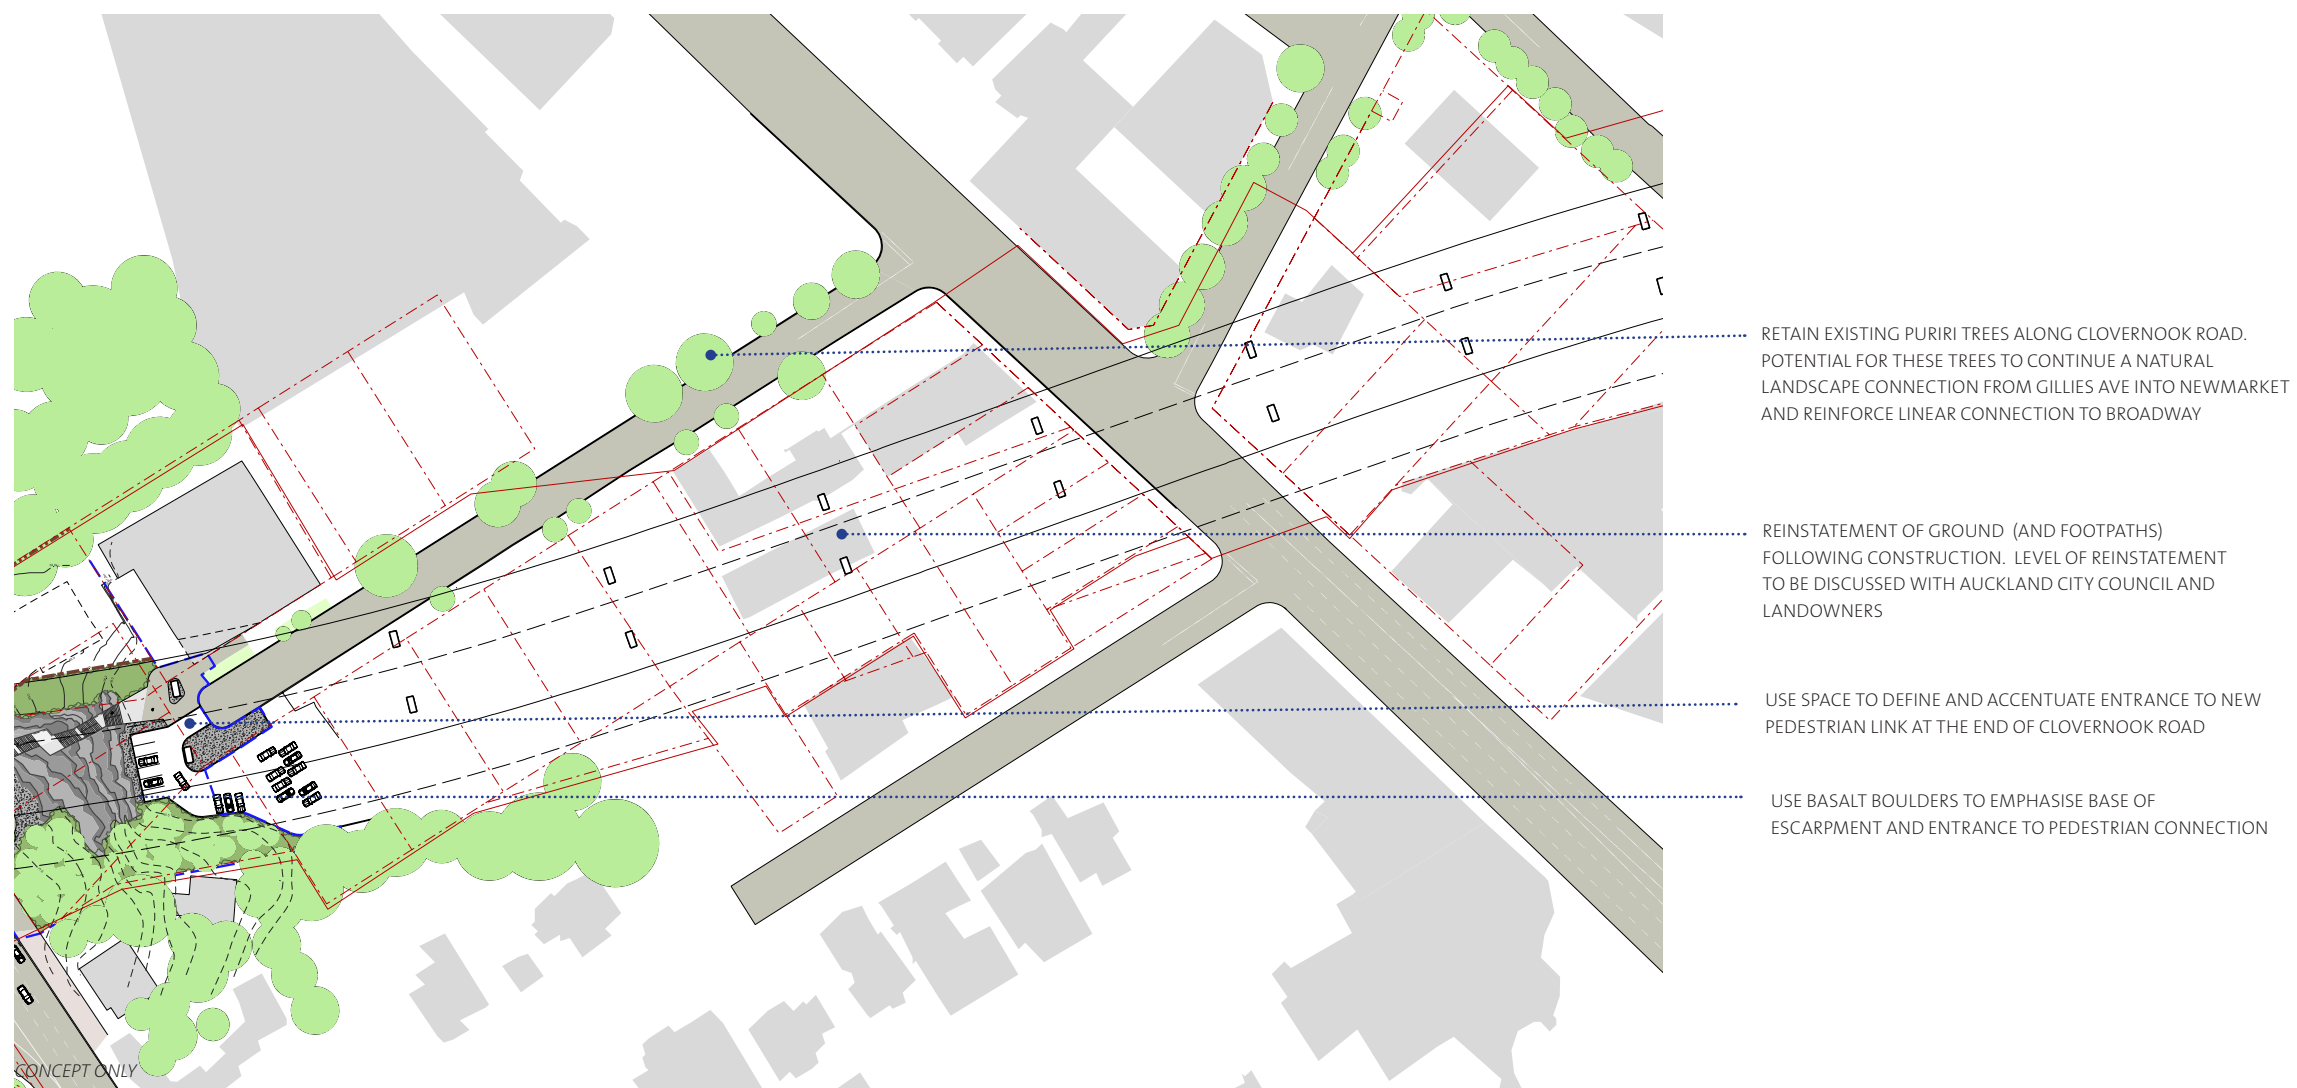 RETAIN EXISTING PURIRI TREES ALONG CLOVERNOOK ROAD.
POTENTIAL FOR THESE TREES TO CONTINUE A NATURAL
LANDSCAPE CONNECTION FROM GILLIES AVE INTO NEWMARKET
AND REINFORCE LINEAR CONNECTION TO BROADWAY
REINSTATEMENT OF GROUND  (AND FOOTPATHS)
FOLLOWING CONSTRUCTION.  LEVEL OF REINSTATEMENT
TO BE DISCUSSED WITH AUCKLAND CITY COUNCIL AND
LANDOWNERS
USE SPACE TO DEFINE AND ACCENTUATE ENTRANCE TO NEW
PEDESTRIAN LINK AT THE END OF CLOVERNOOK ROAD
USE BASALT BOULDERS TO EMPHASISE BASE OF
ESCARPMENT AND ENTRANCE TO PEDESTRIAN CONNECTION
CONCEPT ONLY